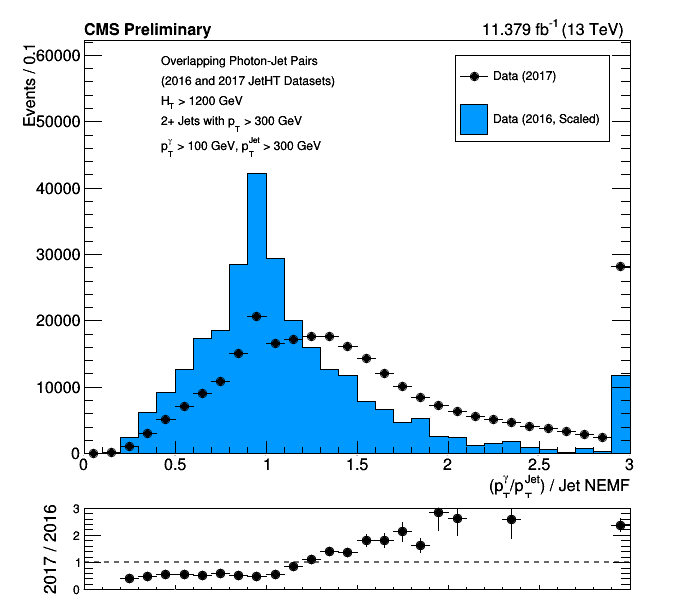 CMS Preliminary 11.379 fb⁻¹ (13 TeV)
Events / 0.1
60000
50000
40000
30000
20000
10000
0
Overlapping Photon-Jet Pairs
(2016 and 2017 JetHT Datasets)
H_T > 1200 GeV
2+ Jets with p_T > 300 GeV
p_T^γ > 100 GeV, p_T^Jet > 300 GeV
Data (2017)
Data (2016, Scaled)
0 0.5 1 1.5 2 2.5 3
(p_T^γ/p_T^Jet) / Jet NEMF
2017 / 2016
3
2
1
0